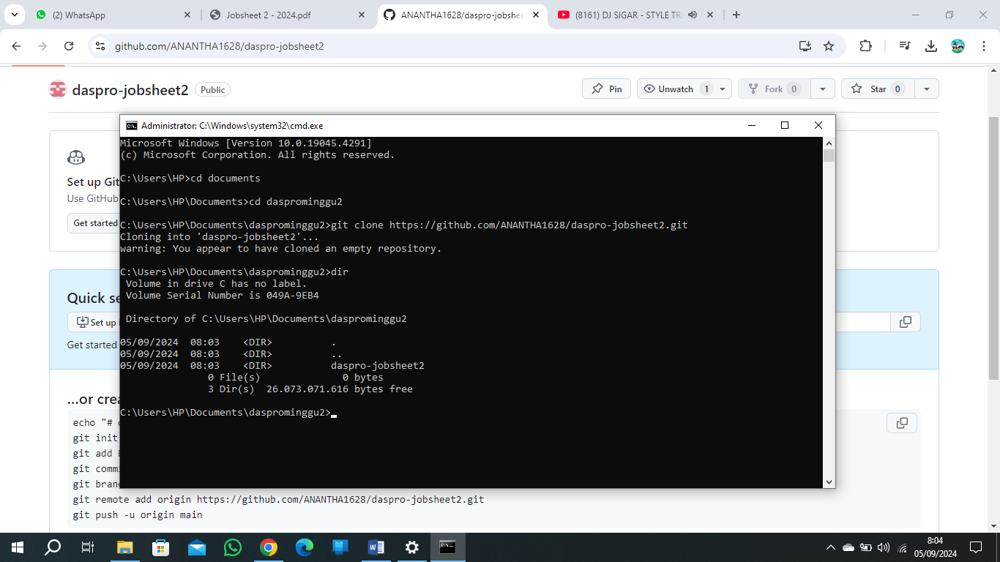 (2) WhatsApp
Jobsheet 2 - 2024.pdf
ANANTHA1628/daspro-jobshee
(8161) DJ SIGAR - STYLE TRA
github.com/ANANTHA1628/daspro-jobsheet2
daspro-jobsheet2
Public
Pin
Unwatch 1
Fork 0
Star 0
Administrator: C:\Windows\system32\cmd.exe
Microsoft Windows [Version 10.0.19045.4291]
(c) Microsoft Corporation. All rights reserved.
C:\Users\HP>cd documents
C:\Users\HP\Documents>cd dasprominggu2
C:\Users\HP\Documents\dasprominggu2>git clone https://github.com/ANANTHA1628/daspro-jobsheet2.git
Cloning into 'daspro-jobsheet2'...
warning: You appear to have cloned an empty repository.
C:\Users\HP\Documents\dasprominggu2>dir
Volume in drive C has no label.
Volume Serial Number is 049A-9EB4
Directory of C:\Users\HP\Documents\dasprominggu2
05/09/2024 08:03 <DIR> .
05/09/2024 08:03 <DIR> ..
05/09/2024 08:03 <DIR> daspro-jobsheet2
0 File(s) 0 bytes
3 Dir(s) 26.073.071.616 bytes free
C:\Users\HP\Documents\dasprominggu2>
Set up Git
Use GitHub
Get started
Quick se
Set up i
Get started
...or crea
echo "#
git init
git add
git commi
git bran
git remote add origin https://github.com/ANANTHA1628/daspro-jobsheet2.git
git push -u origin main
8:04
05/09/2024